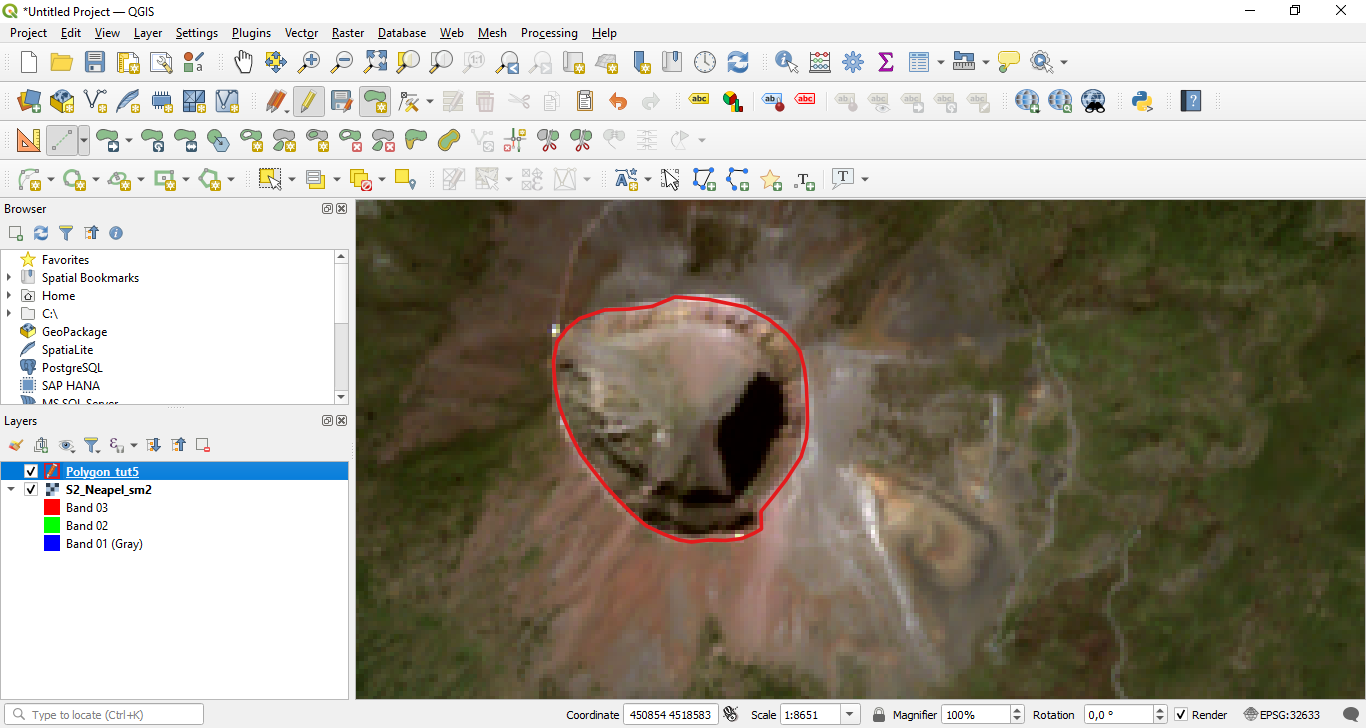 *Untitled Project — QGIS
Project Edit View Layer Settings Plugins Vector Raster Database Web Mesh Processing Help
1:1
abc abc abc abc abc
T T
Browser
Favorites
Spatial Bookmarks
Home
C:\
GeoPackage
SpatiaLite
PostgreSQL
SAP HANA
MS SQL Server
Layers
Polygon_tut5
S2_Neapel_sm2
Band 03
Band 02
Band 01 (Gray)
Type to locate (Ctrl+K) Coordinate 450854 4518583 Scale 1:8651 Magnifier 100% Rotation 0,0 ° Render EPSG:32633